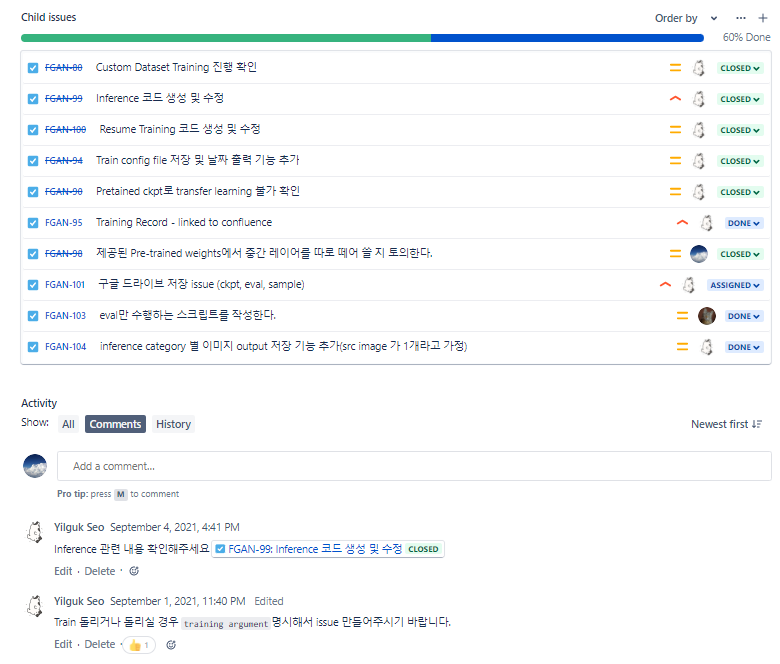 Child issues
Order by
60% Done
FGAN-80 Custom Dataset Training 진행 확인 CLOSED
FGAN-99 Inference 코드 생성 및 수정 CLOSED
FGAN-100 Resume Training 코드 생성 및 수정 CLOSED
FGAN-94 Train config file 저장 및 날짜 출력 기능 추가 CLOSED
FGAN-90 Pretained ckpt로 transfer learning 불가 확인 CLOSED
FGAN-95 Training Record - linked to confluence DONE
FGAN-98 제공된 Pre-trained weights에서 중간 레이어를 따로 떼어 쓸 지 토의한다. CLOSED
FGAN-101 구글 드라이브 저장 issue (ckpt, eval, sample) ASSIGNED
FGAN-103 eval만 수행하는 스크립트를 작성한다. DONE
FGAN-104 inference category 별 이미지 output 저장 기능 추가(src image 가 1개라고 가정) DONE
Activity
Show: All Comments History Newest first
Add a comment...
Pro tip: press M to comment
Yilguk Seo September 4, 2021, 4:41 PM
Inference 관련 내용 확인해주세요 FGAN-99: Inference 코드 생성 및 수정 CLOSED
Edit · Delete ·
Yilguk Seo September 1, 2021, 11:40 PM Edited
Train 돌리거나 돌리실 경우 training argument 명시해서 issue 만들어주시기 바랍니다.
Edit · Delete · 1